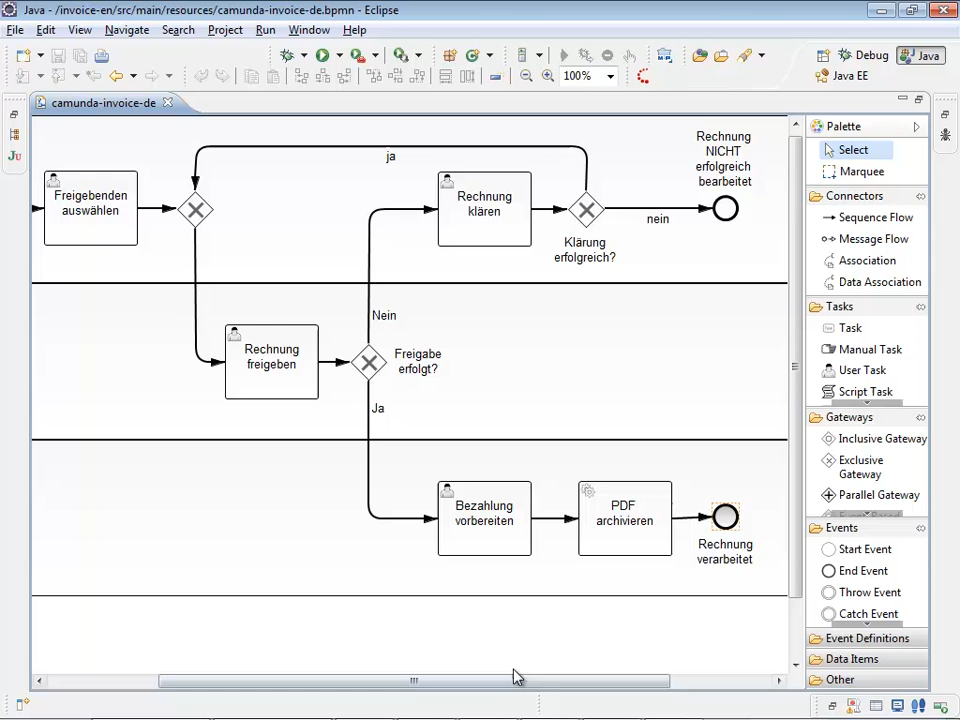 Java - /invoice-en/src/main/resources/camunda-invoice-de.bpmn - Eclipse
File Edit View Navigate Search Project Run Window Help
Debug
Java
100%
Java EE
camunda-invoice-de
JU
Freigebenden
auswählen
ja
Rechnung
klären
Klärung
erfolgreich?
nein
Rechnung
NICHT
erfolgreich
bearbeitet
Nein
Rechnung
freigeben
Freigabe
erfolgt?
Ja
Bezahlung
vorbereiten
PDF
archivieren
Rechnung
verarbeitet
Palette
Select
Marquee
Connectors
Sequence Flow
Message Flow
Association
Data Association
Tasks
Task
Manual Task
User Task
Script Task
Gateways
Inclusive Gateway
Exclusive
Gateway
Parallel Gateway
Events
Start Event
End Event
Throw Event
Catch Event
Event Definitions
Data Items
Other